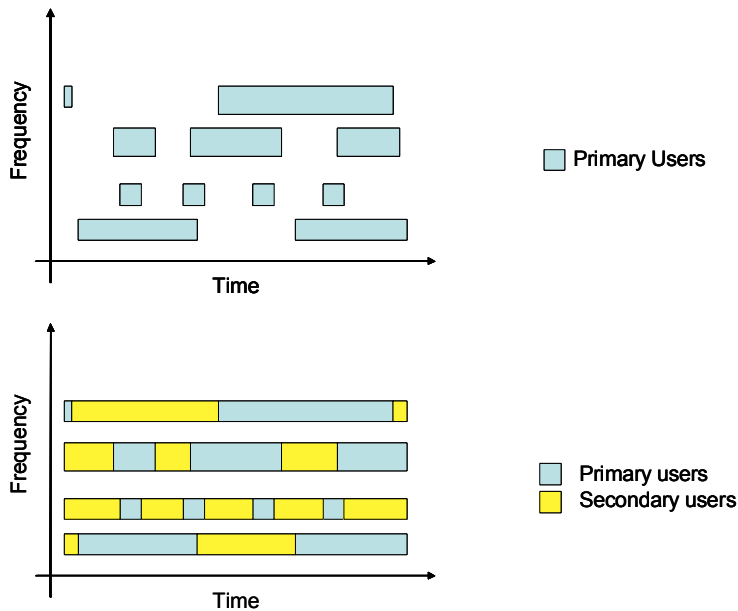 Frequency
Primary Users
Time
Frequency
Primary users
Secondary users
Time